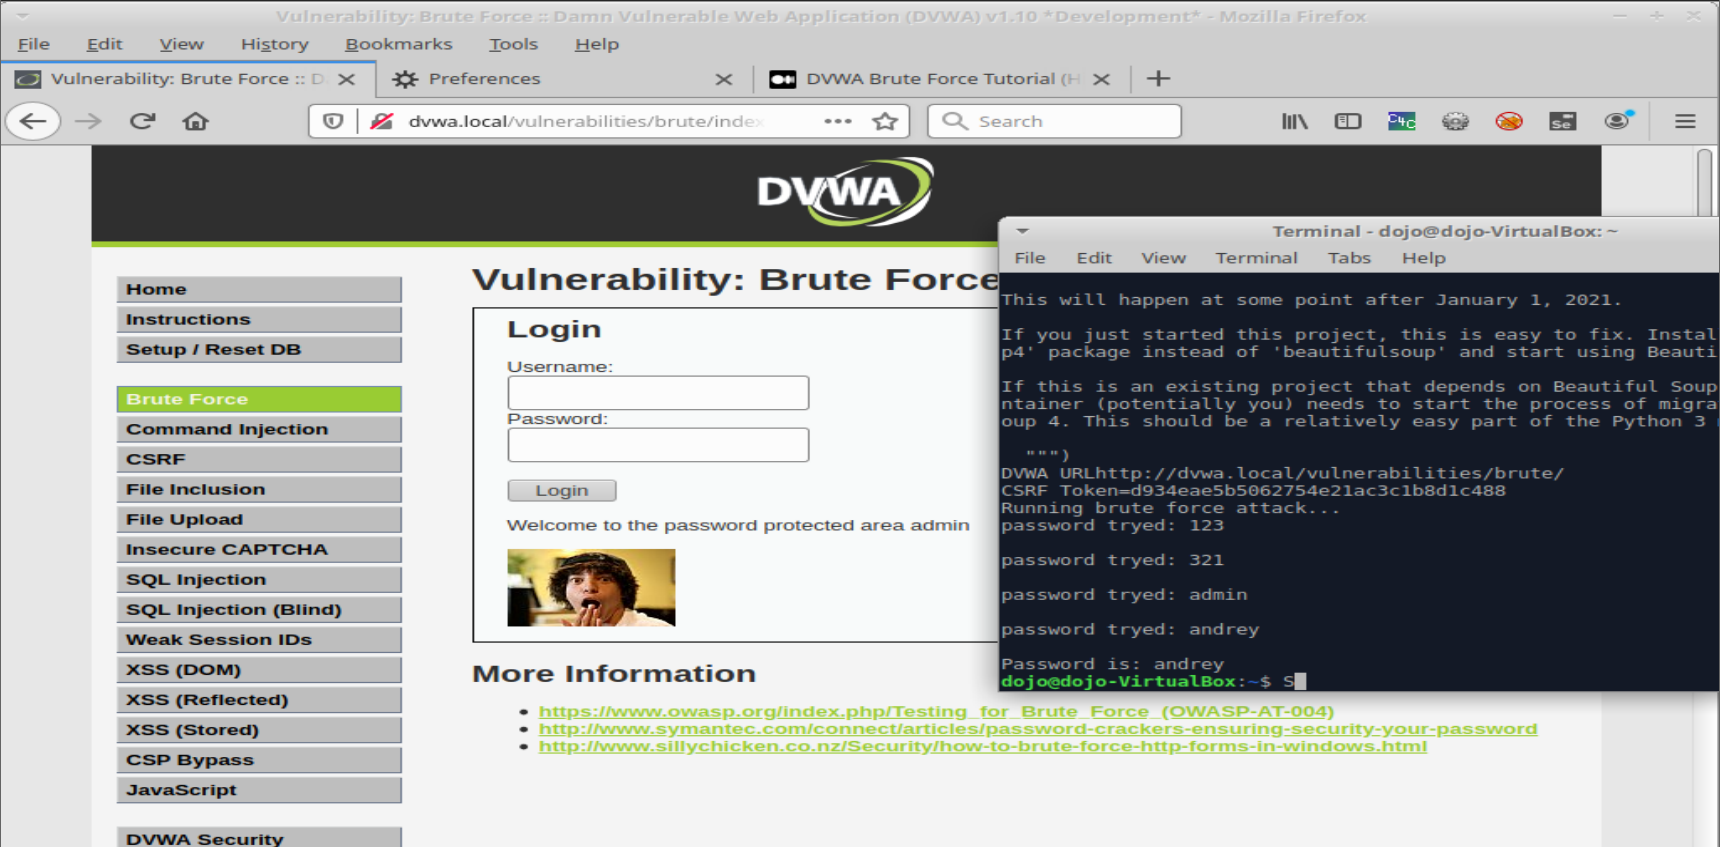 Vulnerability: Brute Force :: Damn Vulnerable Web Application (DVWA) v1.10 *Development* - Mozilla Firefox
File Edit View History Bookmarks Tools Help
Vulnerability: Brute Force :: D
Preferences
DVWA Brute Force Tutorial (H
dvwa.local/vulnerabilities/brute/index
Search
C4C
Se
DVWA
Home
Instructions
Setup / Reset DB
Brute Force
Command Injection
CSRF
File Inclusion
File Upload
Insecure CAPTCHA
SQL Injection
SQL Injection (Blind)
Weak Session IDs
XSS (DOM)
XSS (Reflected)
XSS (Stored)
CSP Bypass
JavaScript
DVWA Security
Vulnerability: Brute Force
Login
Username:
Password:
Login
Welcome to the password protected area admin
More Information
https://www.owasp.org/index.php/Testing_for_Brute_Force_(OWASP-AT-004)
http://www.symantec.com/connect/articles/password-crackers-ensuring-security-your-password
http://www.sillychicken.co.nz/Security/how-to-brute-force-http-forms-in-windows.html
Terminal - dojo@dojo-VirtualBox: ~
File Edit View Terminal Tabs Help
This will happen at some point after January 1, 2021.
If you just started this project, this is easy to fix. Instal
p4' package instead of 'beautifulsoup' and start using Beauti
If this is an existing project that depends on Beautiful Soup
ntainer (potentially you) needs to start the process of migra
oup 4. This should be a relatively easy part of the Python 3
""")
DVWA URLhttp://dvwa.local/vulnerabilities/brute/
CSRF Token=d934eae5b5062754e21ac3c1b8d1c488
Running brute force attack...
password tryed: 123
password tryed: 321
password tryed: admin
password tryed: andrey
Password is: andrey
dojo@dojo-VirtualBox:~$ S